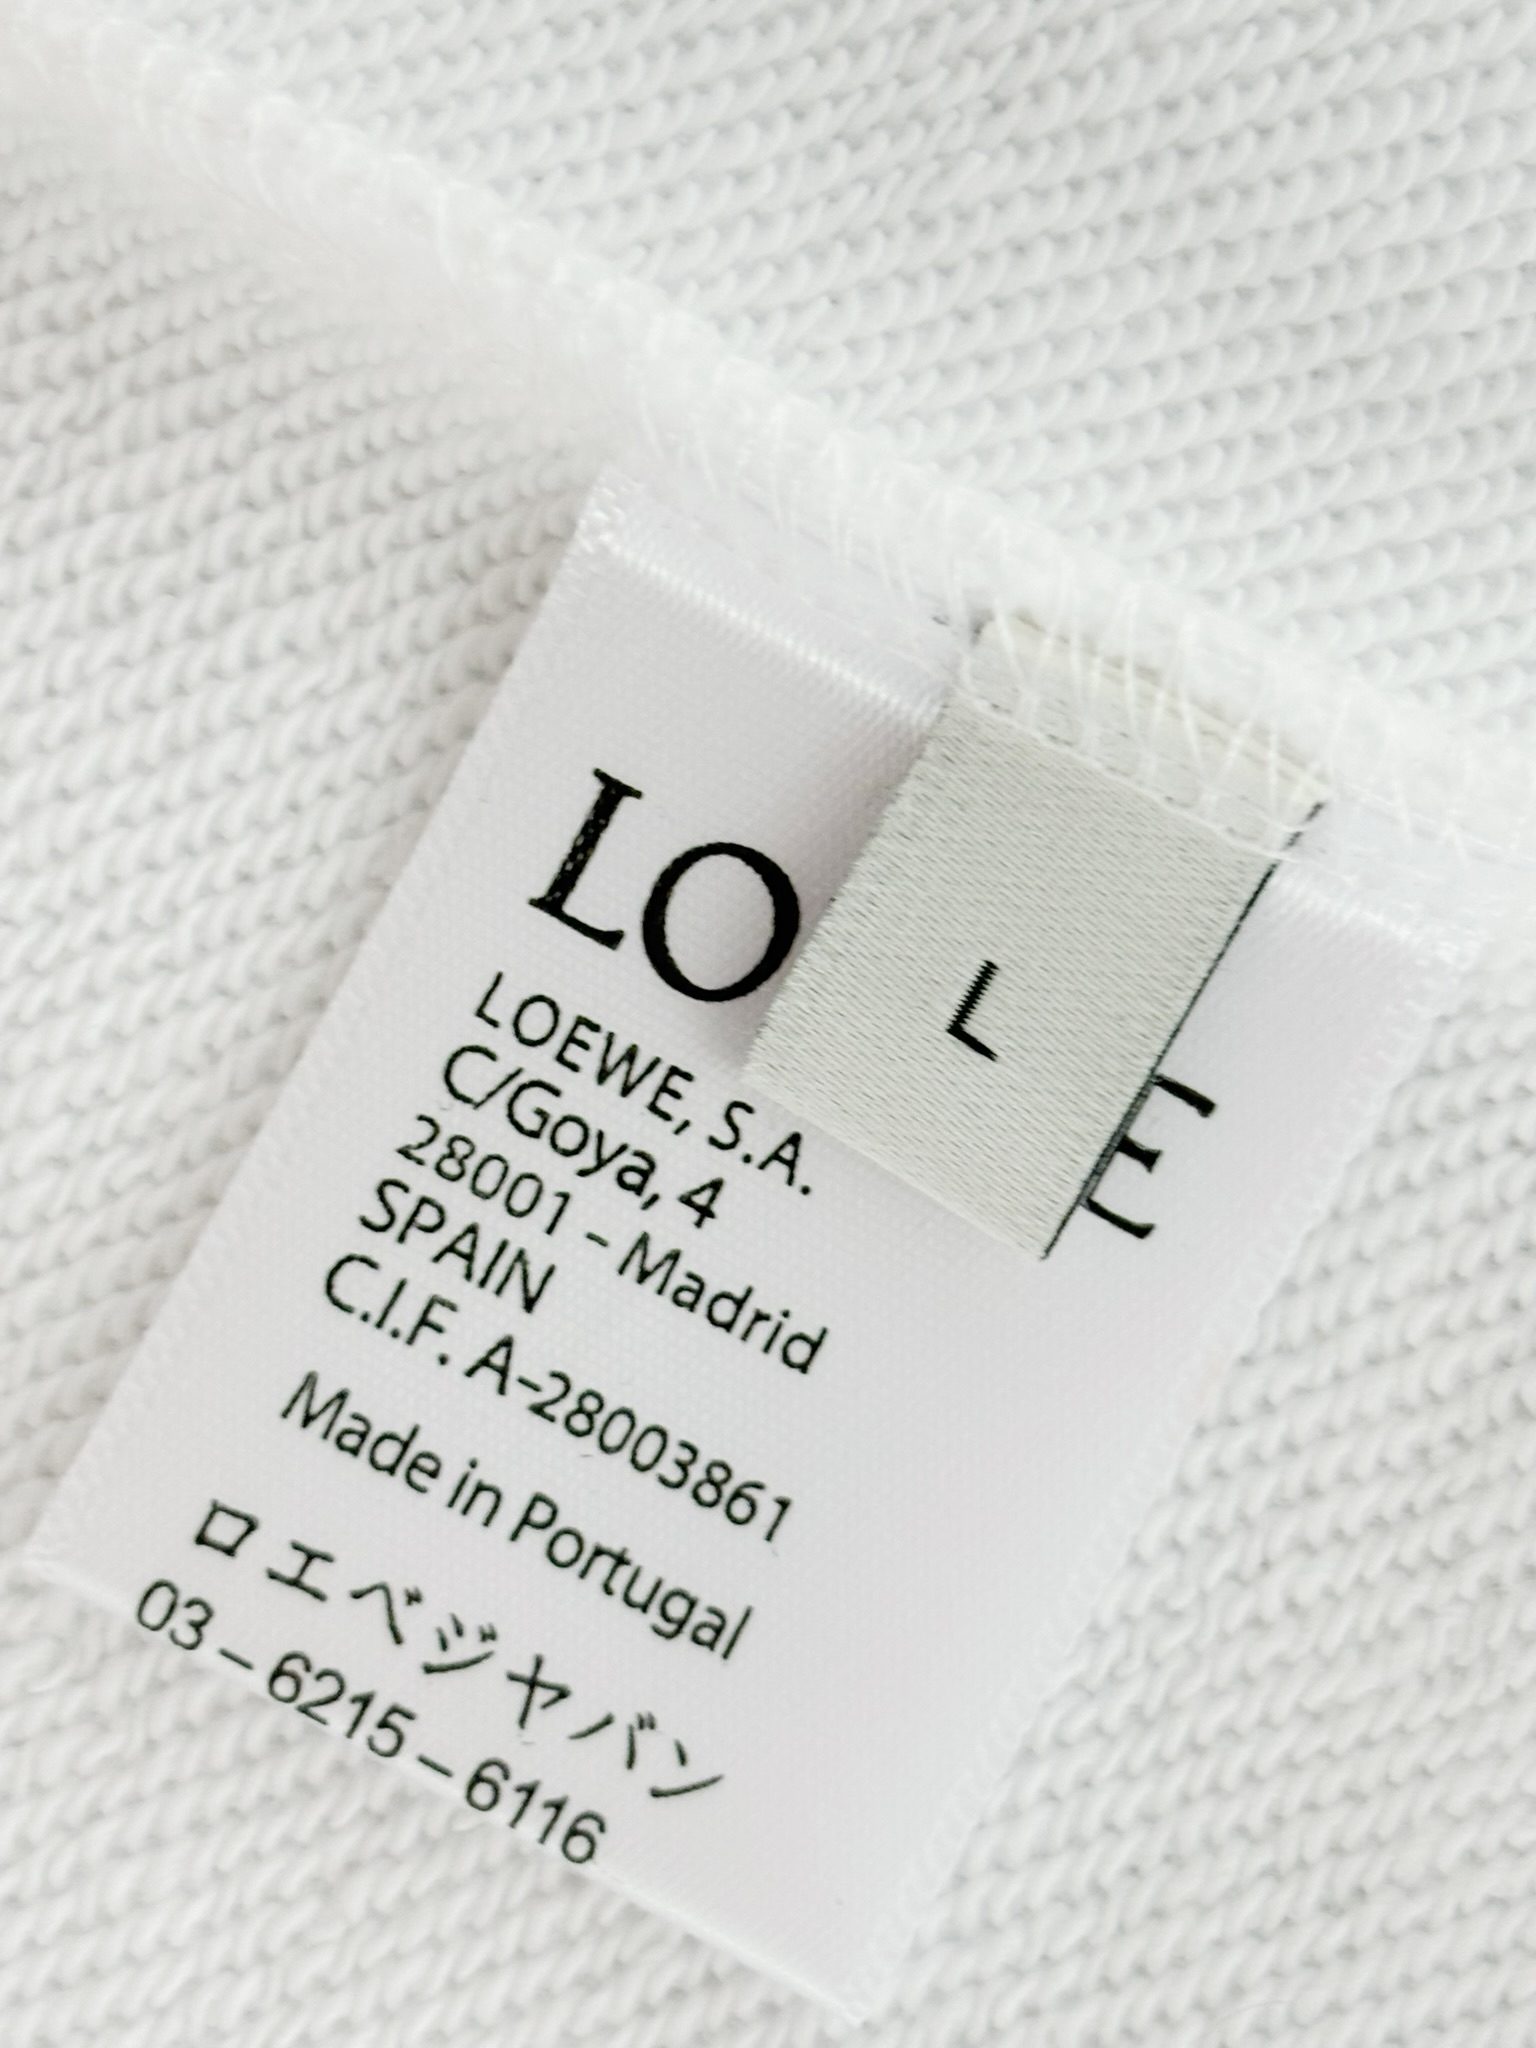 LO
E
L
LOEWE, S.A.
C/Goya, 4
28001 - Madrid
SPAIN
C.I.F. A-28003861
Made in Portugal
ロエベジャパン
03-6215-6116